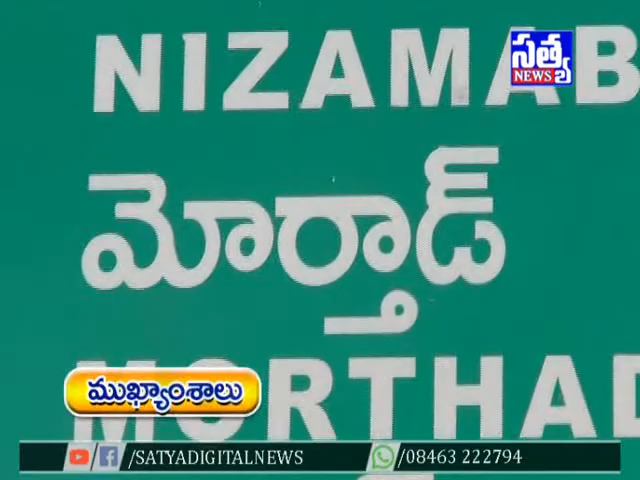 NIZAMAB
సత్య
NEWS
మోర్తాడ్
MORTHAD
ముఖ్యాంశాలు
/SATYADIGITALNEWS
/08463 222794